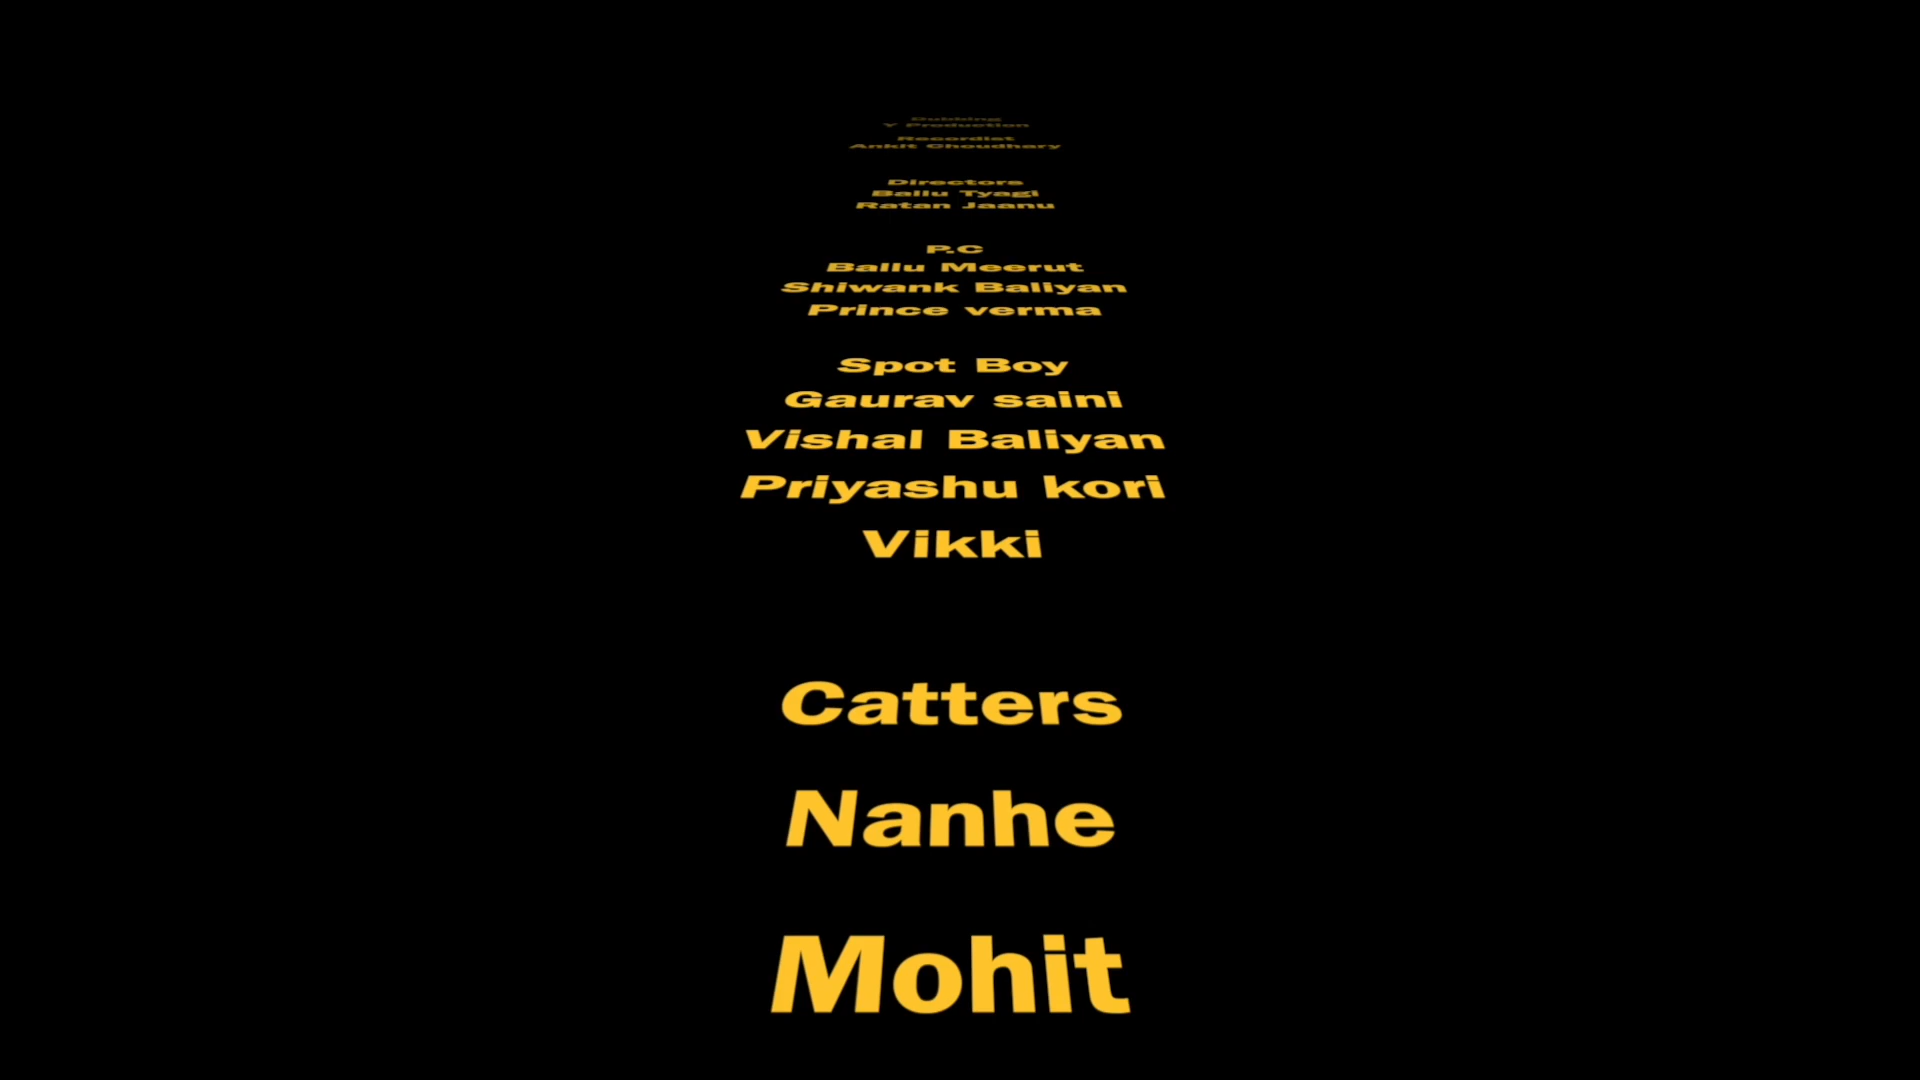 Dubbing
Y Production
Recordist
Ankit Choudhary
Directors
Ballu Tyagi
Ratan Jaanu
P.C
Ballu Meerut
Shiwank Baliyan
Prince verma
Spot Boy
Gaurav saini
Vishal Baliyan
Priyashu kori
Vikki
Catters
Nanhe
Mohit